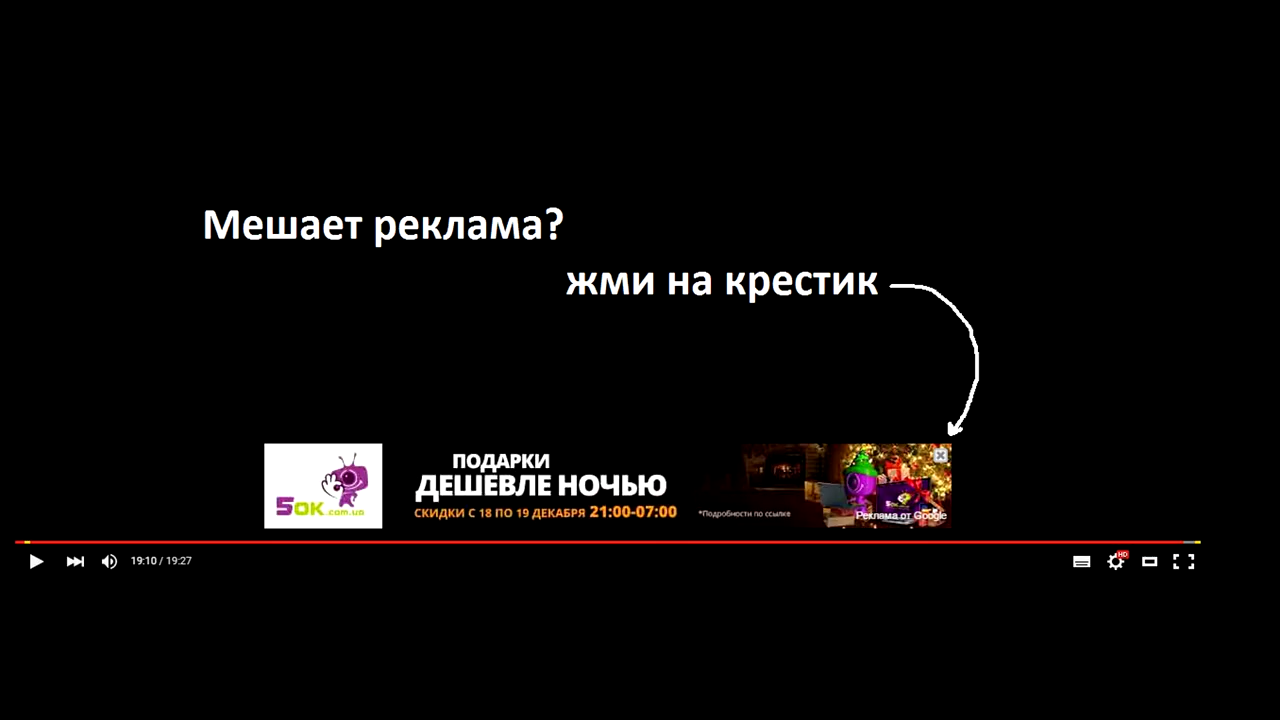 Мешает реклама?
жми на крестик
ПОДАРКИ
ДЕШЕВЛЕ НОЧЬЮ
СКИДКИ С 18 ПО 19 ДЕКАБРЯ 21:00-07:00
5ok.com.ua
*Подробности по ссылке
Реклама от Google
19:10 / 19:27
HD